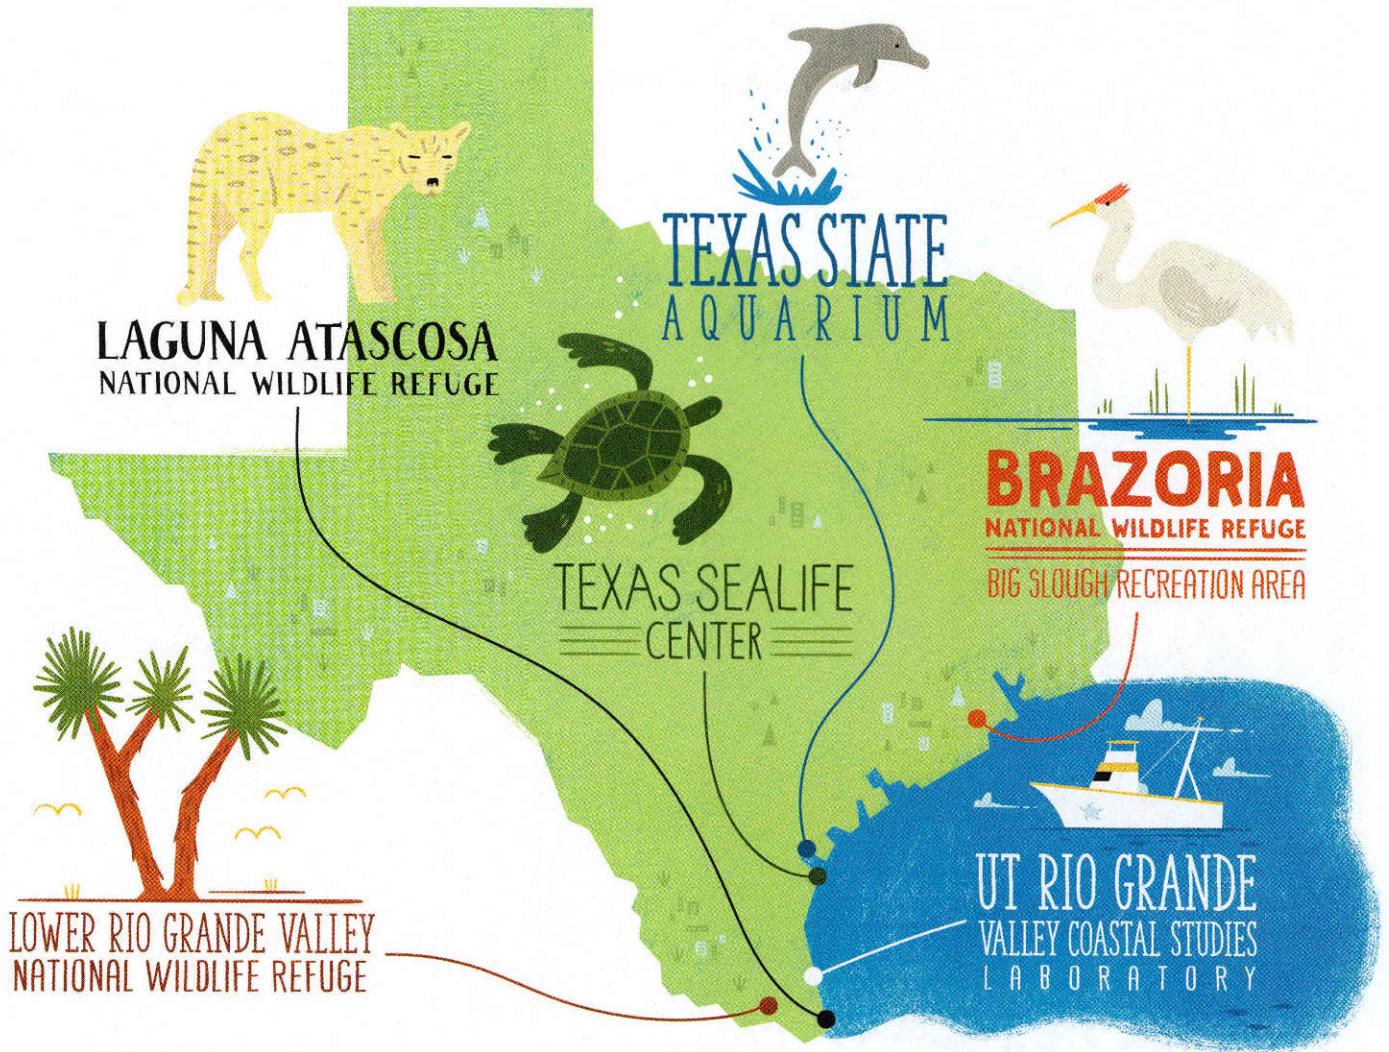 TEXAS STATE
AQUARIUM
LAGUNA ATASCOSA
NATIONAL WILDLIFE REFUGE
BRAZORIA
NATIONAL WILDLIFE REFUGE
BIG SLOUGH RECREATION AREA
TEXAS SEALIFE
CENTER
UT RIO GRANDE
VALLEY COASTAL STUDIES
LABORATORY
LOWER RIO GRANDE VALLEY
NATIONAL WILDLIFE REFUGE